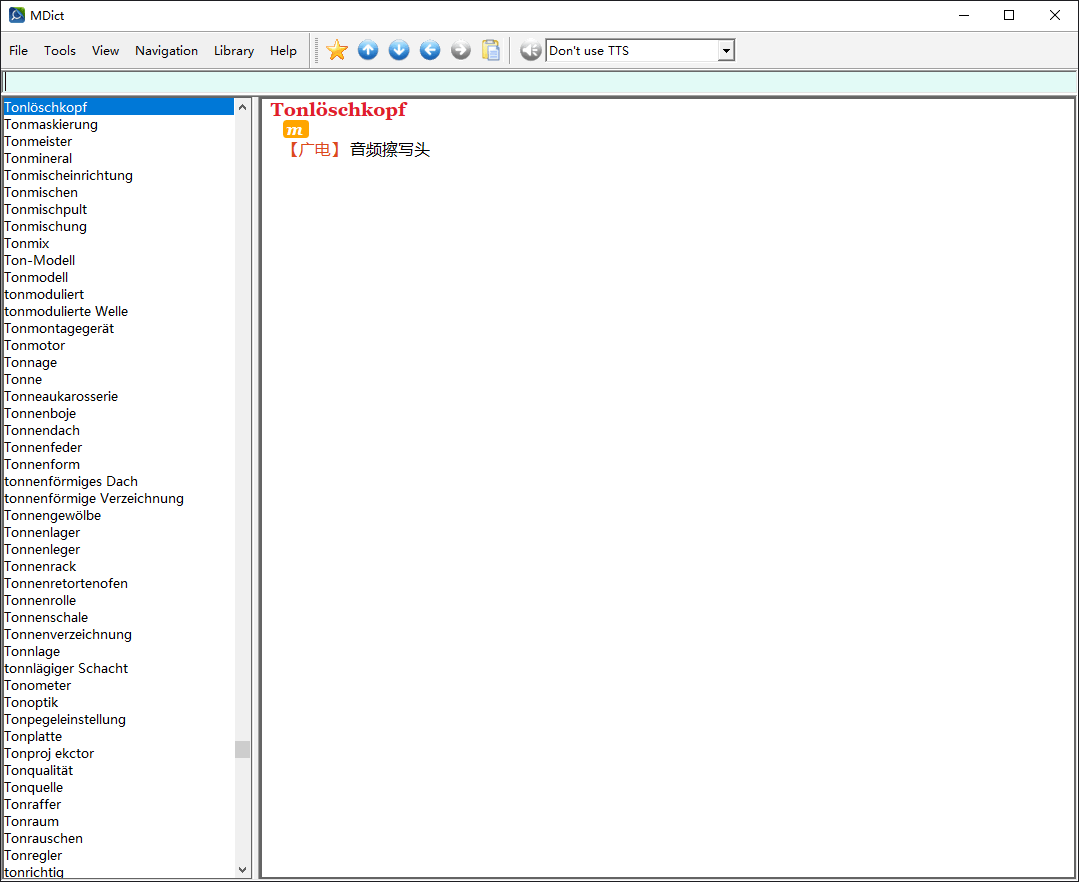 MDict
File Tools View Navigation Library Help Don't use TTS
Tonlöschkopf
Tonmaskierung
Tonmeister
Tonmineral
Tonmischeinrichtung
Tonmischen
Tonmischpult
Tonmischung
Tonmix
Ton-Modell
Tonmodell
tonmoduliert
tonmodulierte Welle
Tonmontagegerät
Tonmotor
Tonnage
Tonne
Tonneaukarosserie
Tonnenboje
Tonnendach
Tonnenfeder
Tonnenform
tonnenförmiges Dach
tonnenförmige Verzeichnung
Tonnengewölbe
Tonnenlager
Tonnenleger
Tonnenrack
Tonnenretortenofen
Tonnenrolle
Tonnenschale
Tonnenverzeichnung
Tonnlage
tonnlägiger Schacht
Tonometer
Tonoptik
Tonpegeleinstellung
Tonplatte
Tonproj ekctor
Tonqualität
Tonquelle
Tonraffer
Tonraum
Tonrauschen
Tonregler
tonrichtig
Tonlöschkopf
m
【广电】 音频擦写头